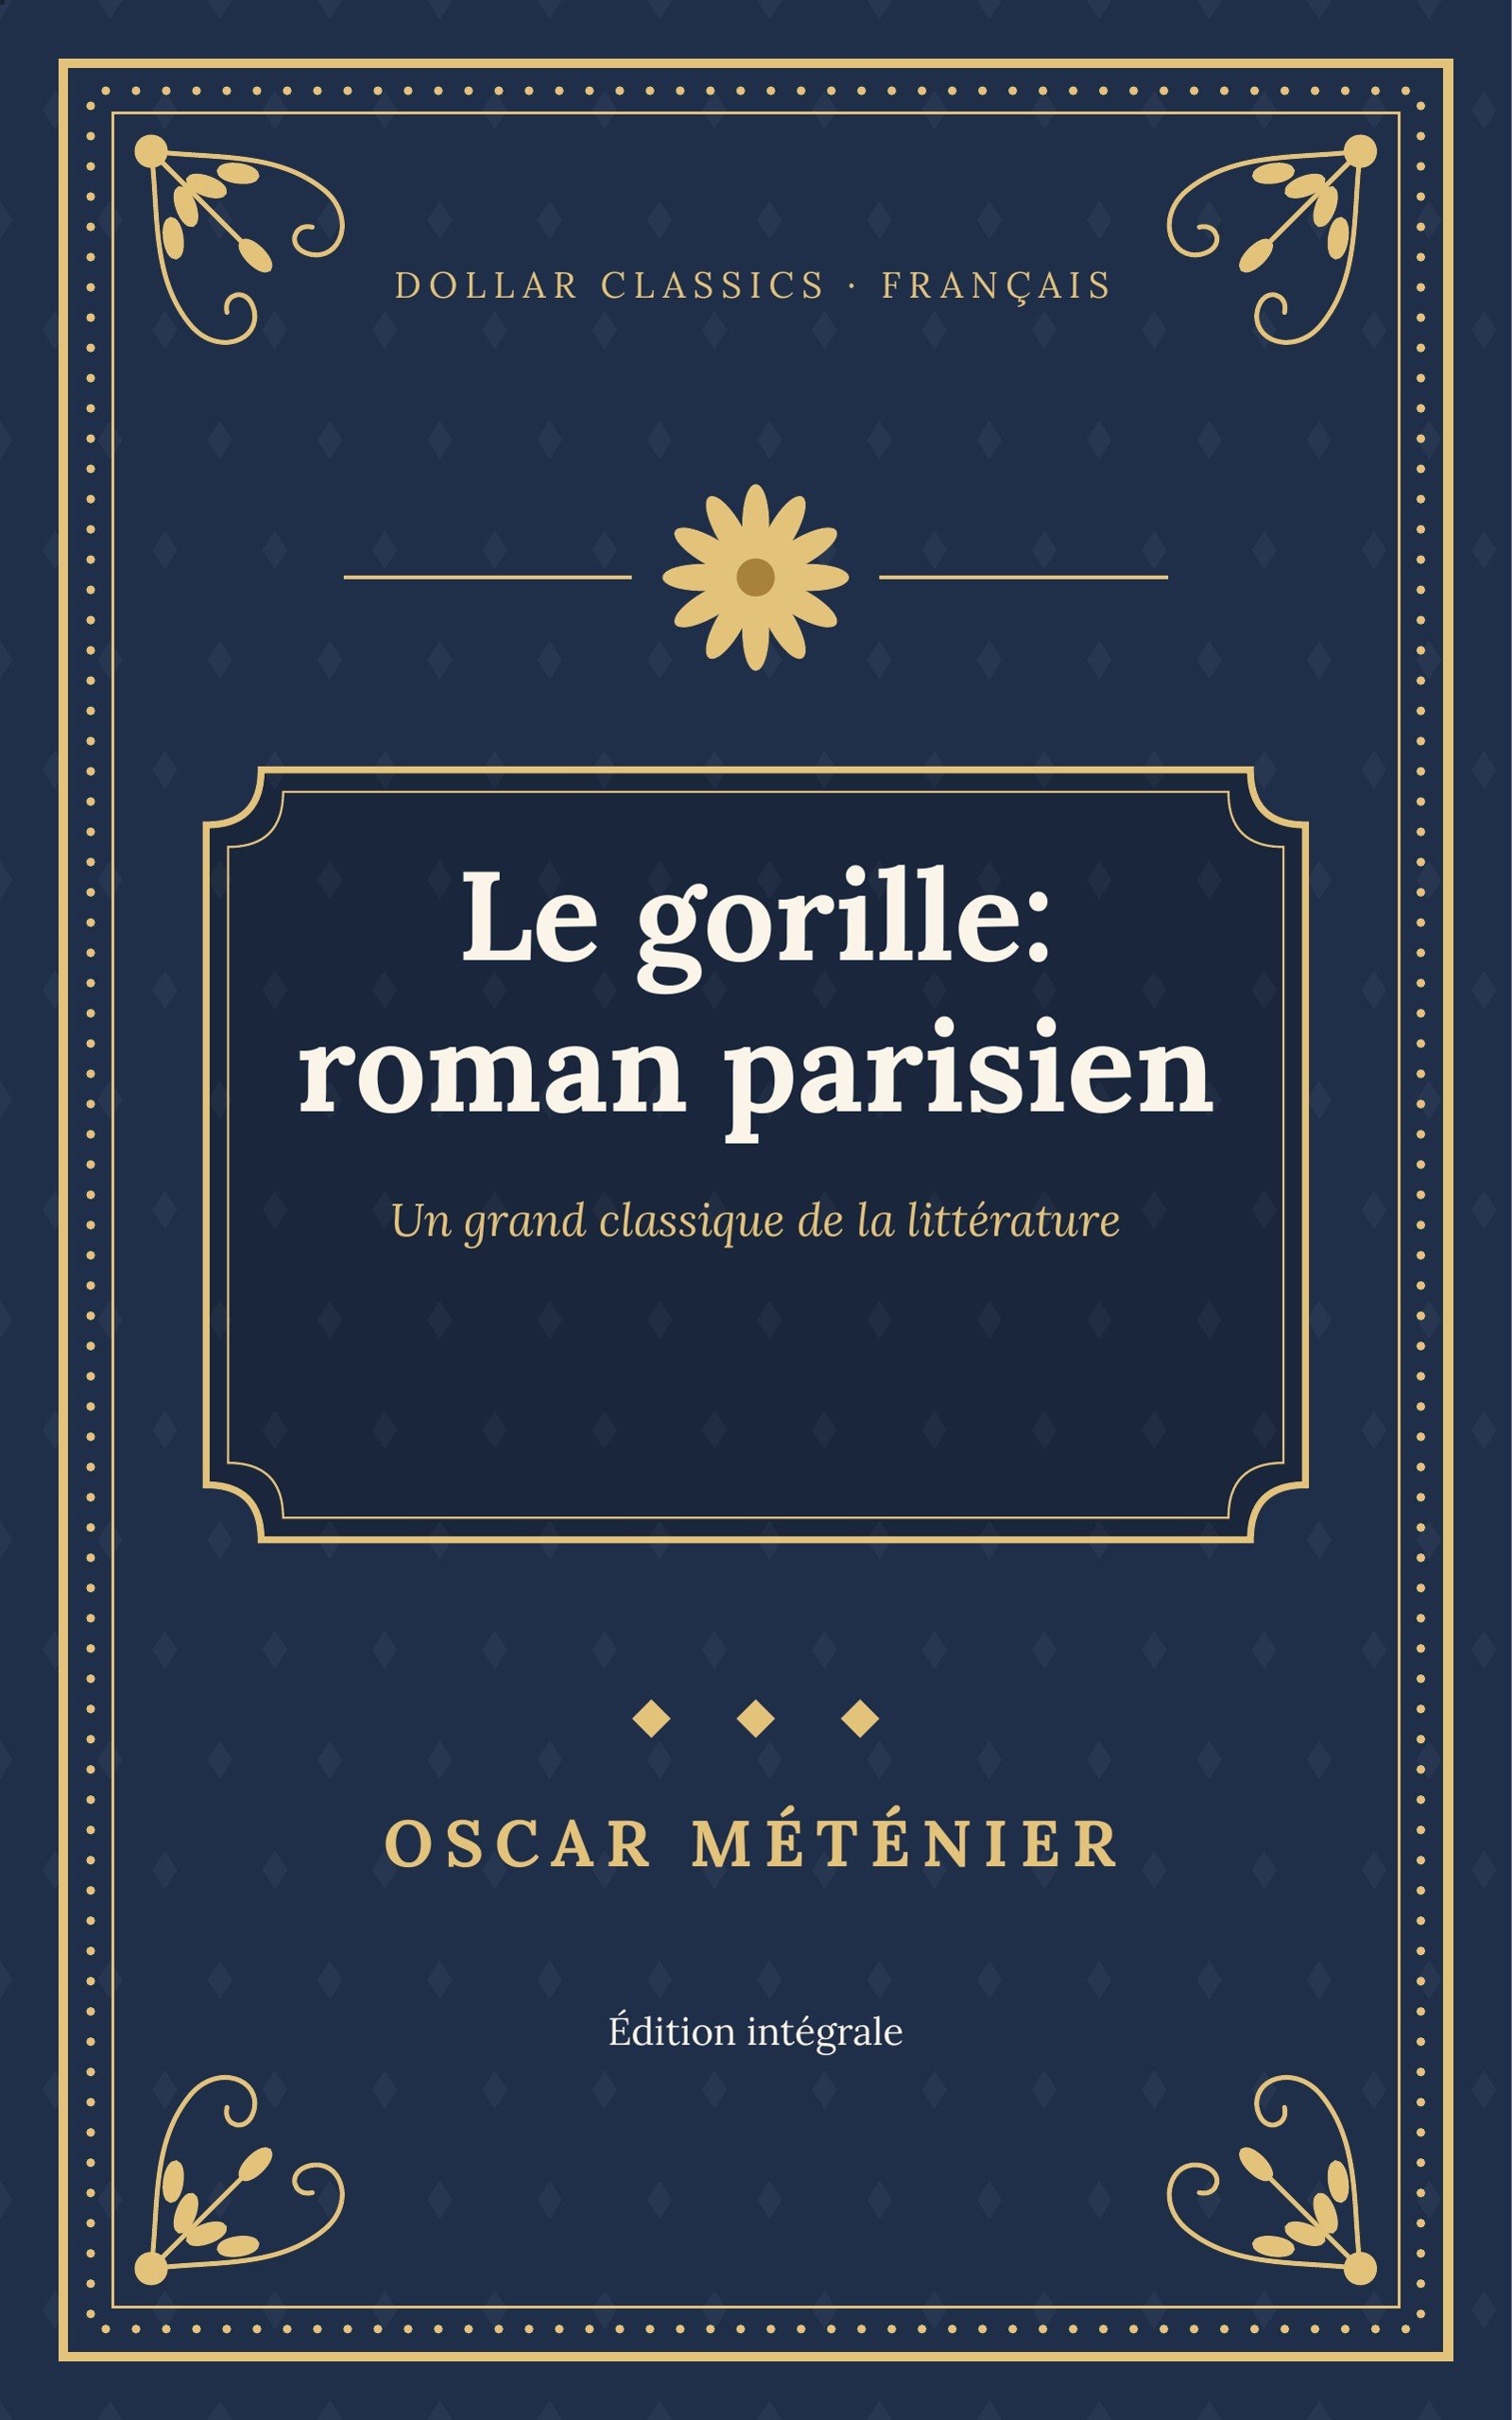 DOLLAR CLASSICS · FRANÇAIS
Le gorille:
roman parisien
Un grand classique de la littérature
OSCAR MÉTÉNIER
Édition intégrale